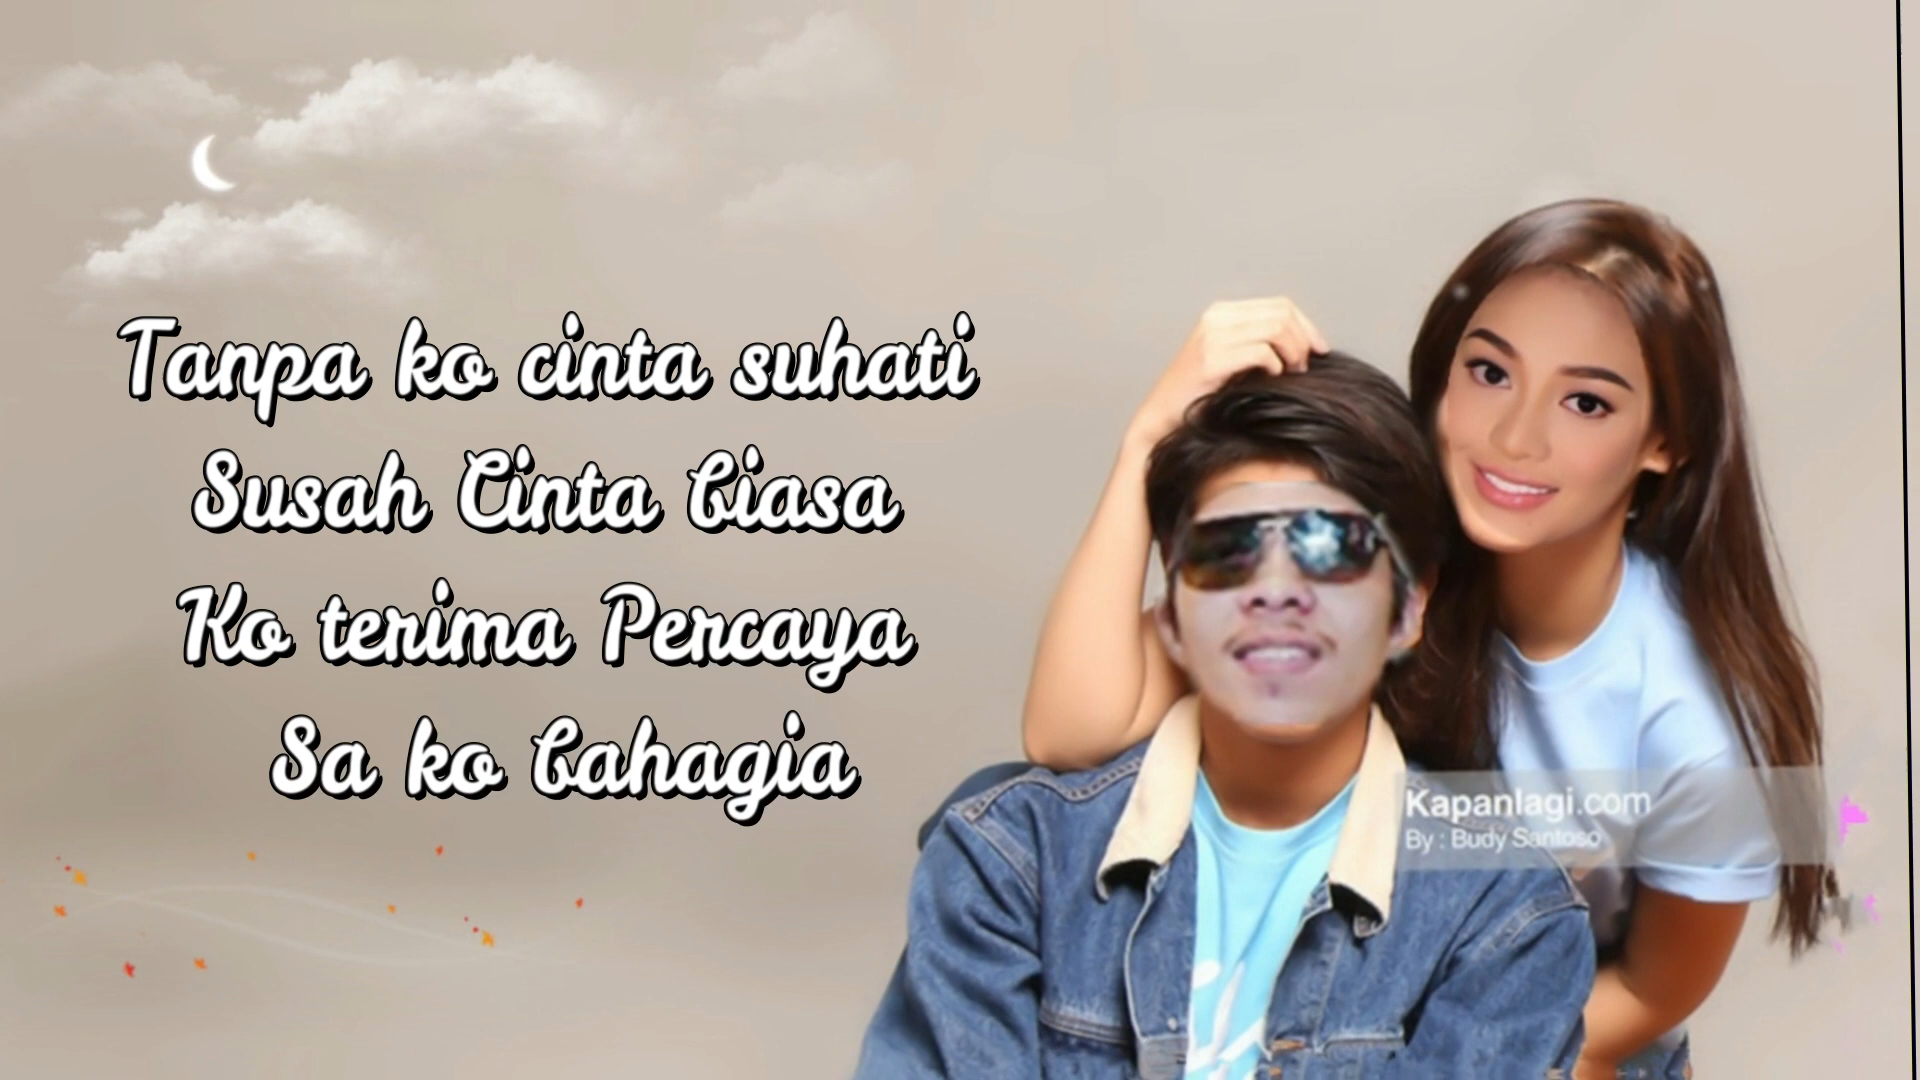 Tanpa ko cinta suhati
Susah Cinta biasa
Ko terima Percaya
Sa ko bahagia
Kapanlagi.com
By : Budy Santoso